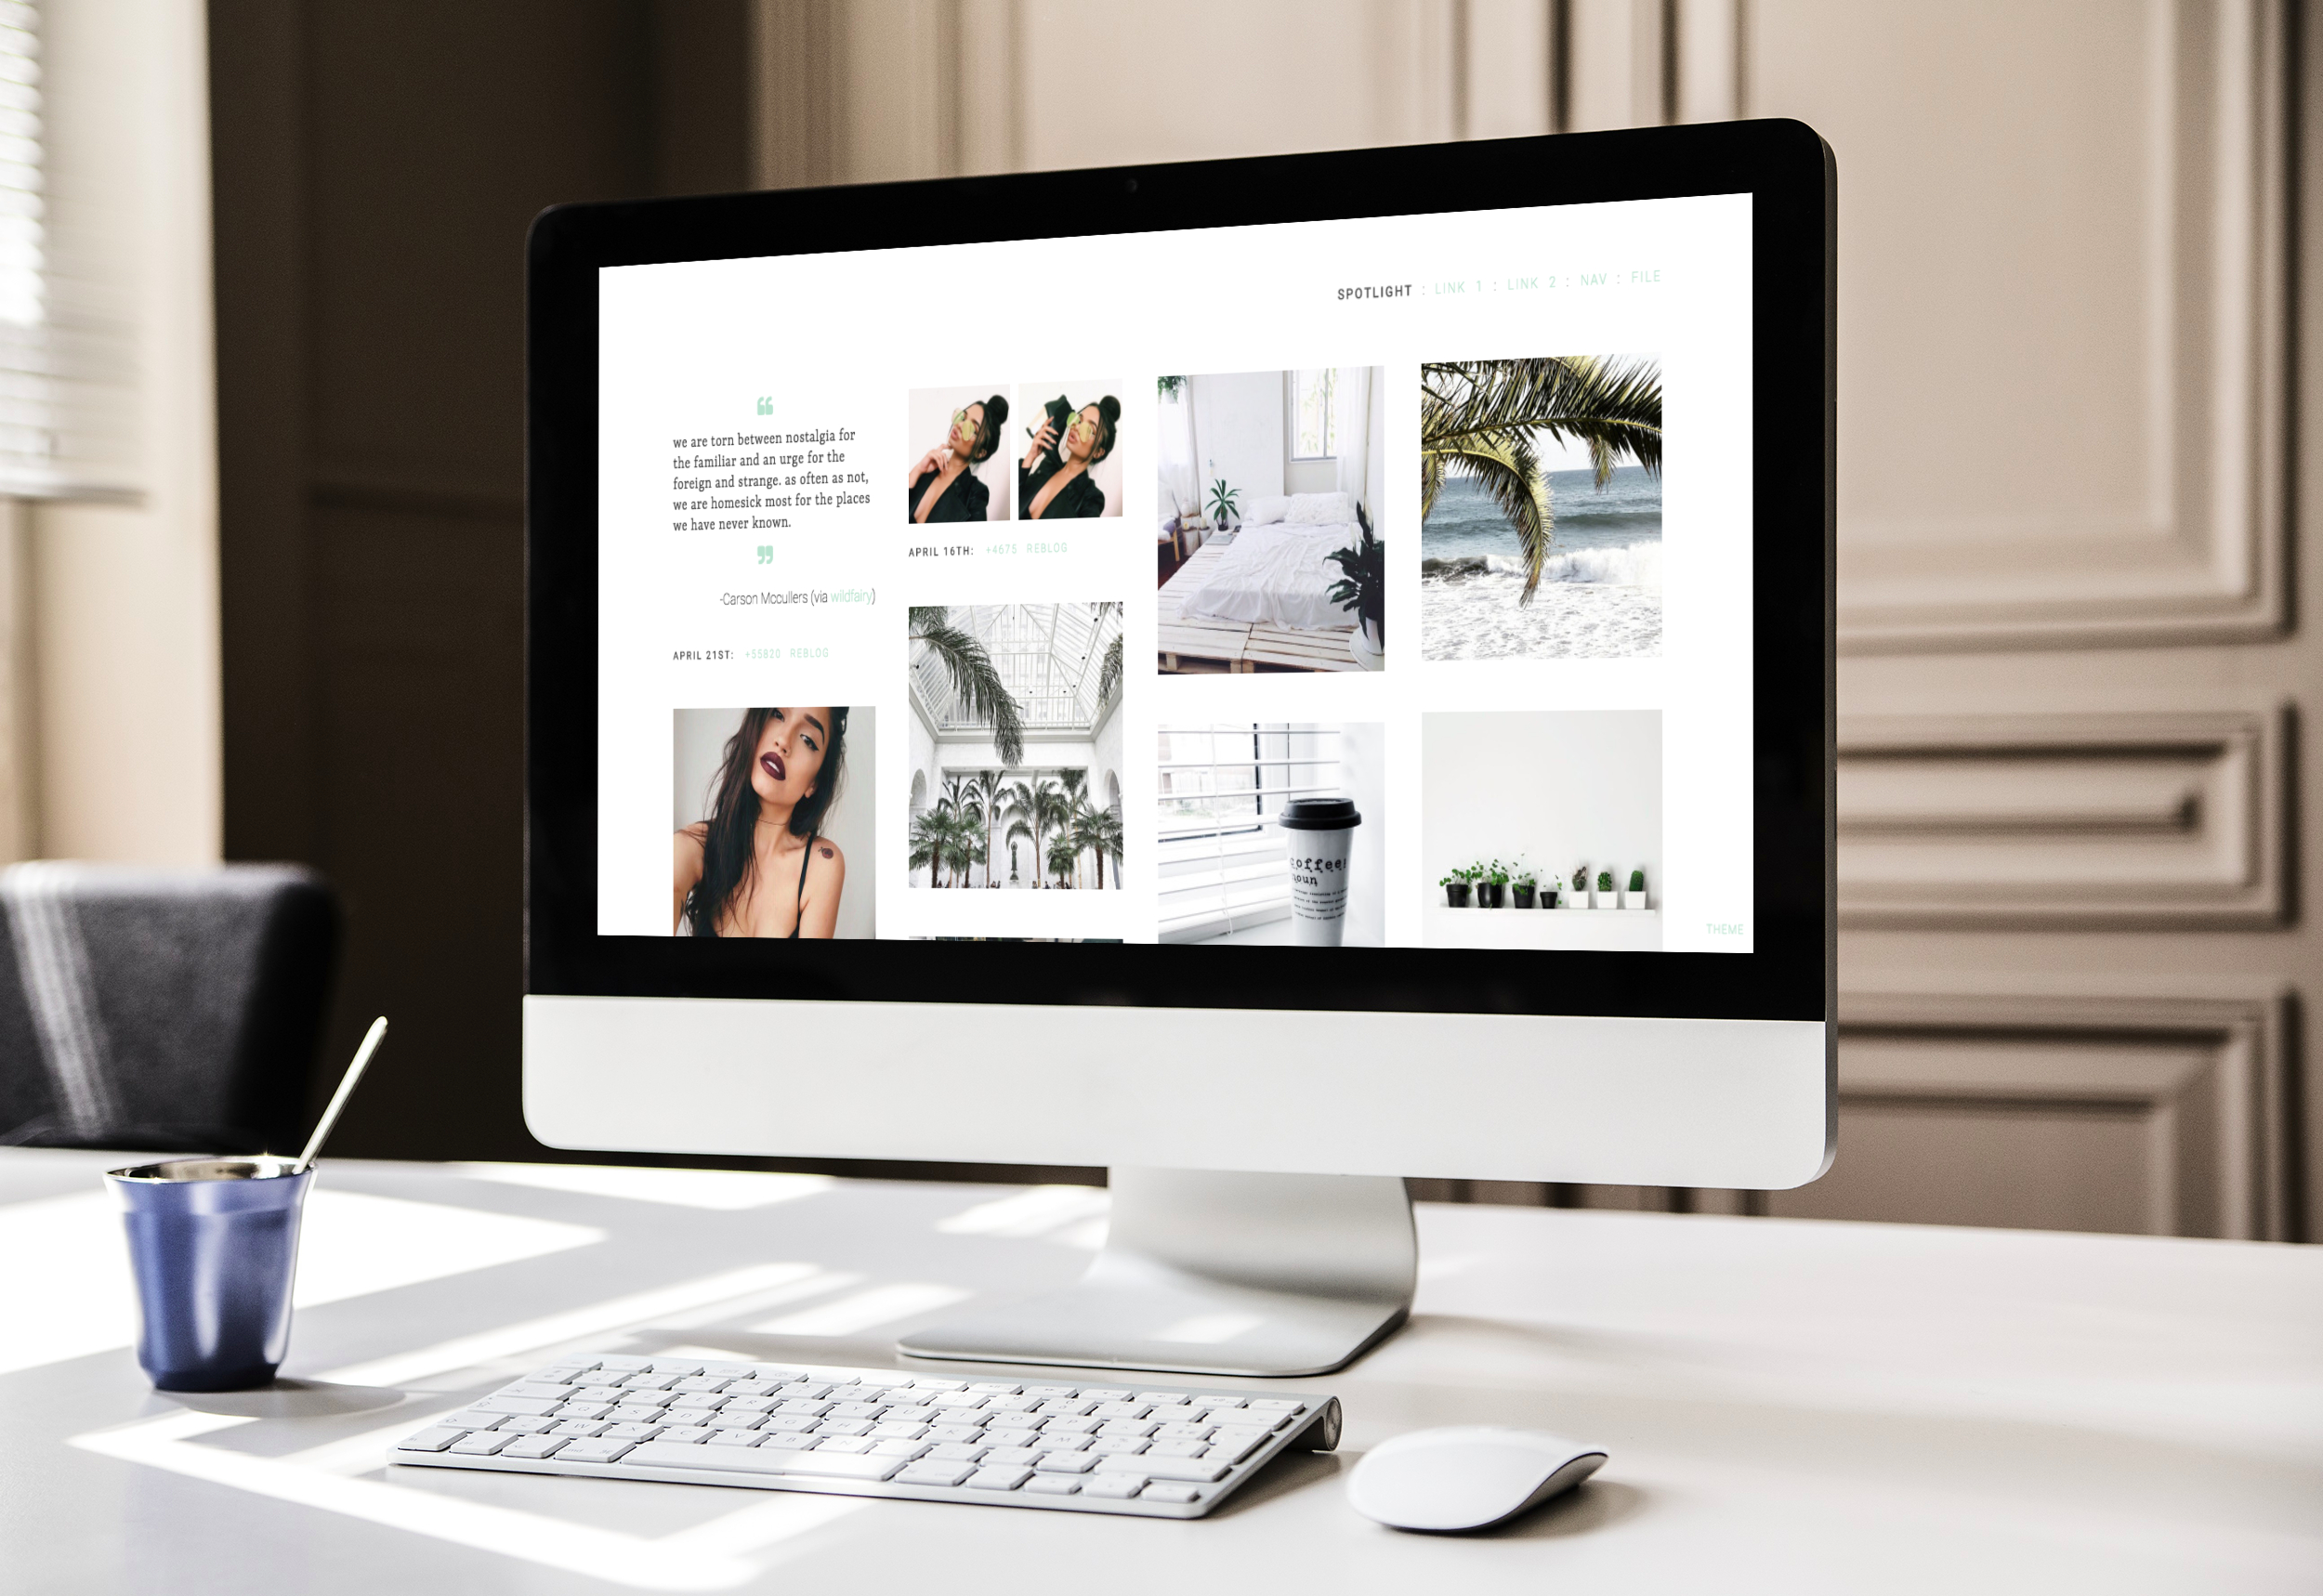 SPOTLIGHT : LINK 1 : LINK 2 : NAV : FILE
we are torn between nostalgia for
the familiar and an urge for the
foreign and strange. as often as not,
we are homesick most for the places
we have never known.
-Carson Mccullers (via wildfairy)
APRIL 21ST: +55820 REBLOG
APRIL 16TH: +4675 REBLOG
coffee
noun
THEME